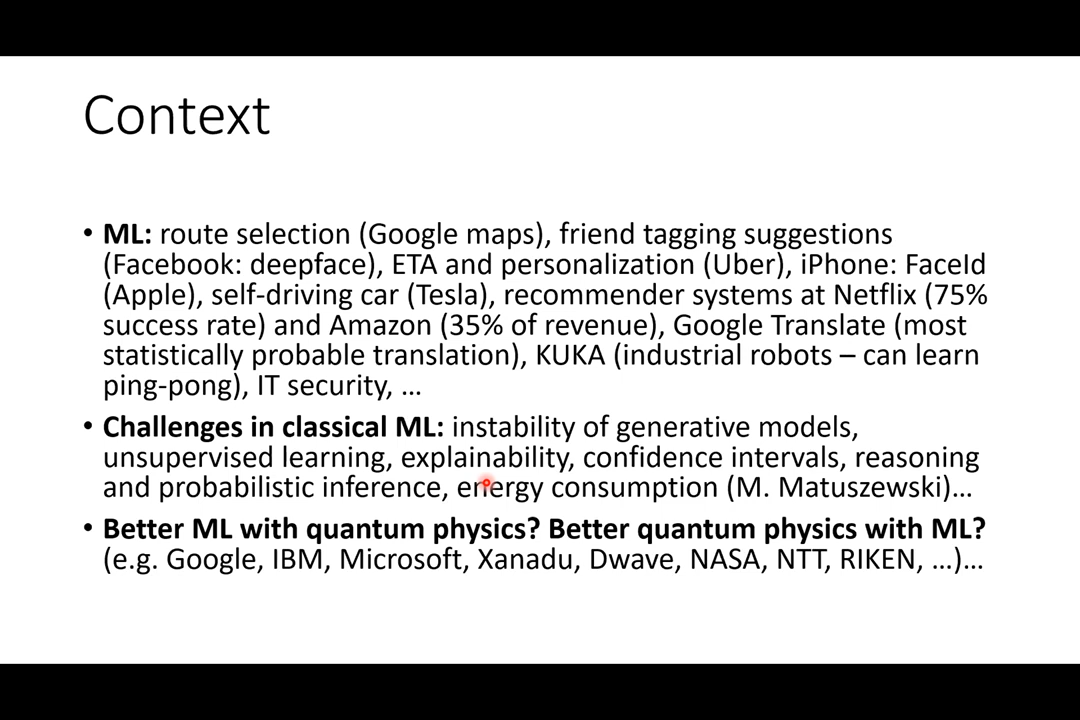 Context
• ML: route selection (Google maps), friend tagging suggestions
(Facebook: deepface), ETA and personalization (Uber), iPhone: FaceId
(Apple), self-driving car (Tesla), recommender systems at Netflix (75%
success rate) and Amazon (35% of revenue), Google Translate (most
statistically probable translation), KUKA (industrial robots – can learn
ping-pong), IT security, …
• Challenges in classical ML: instability of generative models,
unsupervised learning, explainability, confidence intervals, reasoning
and probabilistic inference, energy consumption (M. Matuszewski)…
• Better ML with quantum physics? Better quantum physics with ML?
(e.g. Google, IBM, Microsoft, Xanadu, Dwave, NASA, NTT, RIKEN, …)…